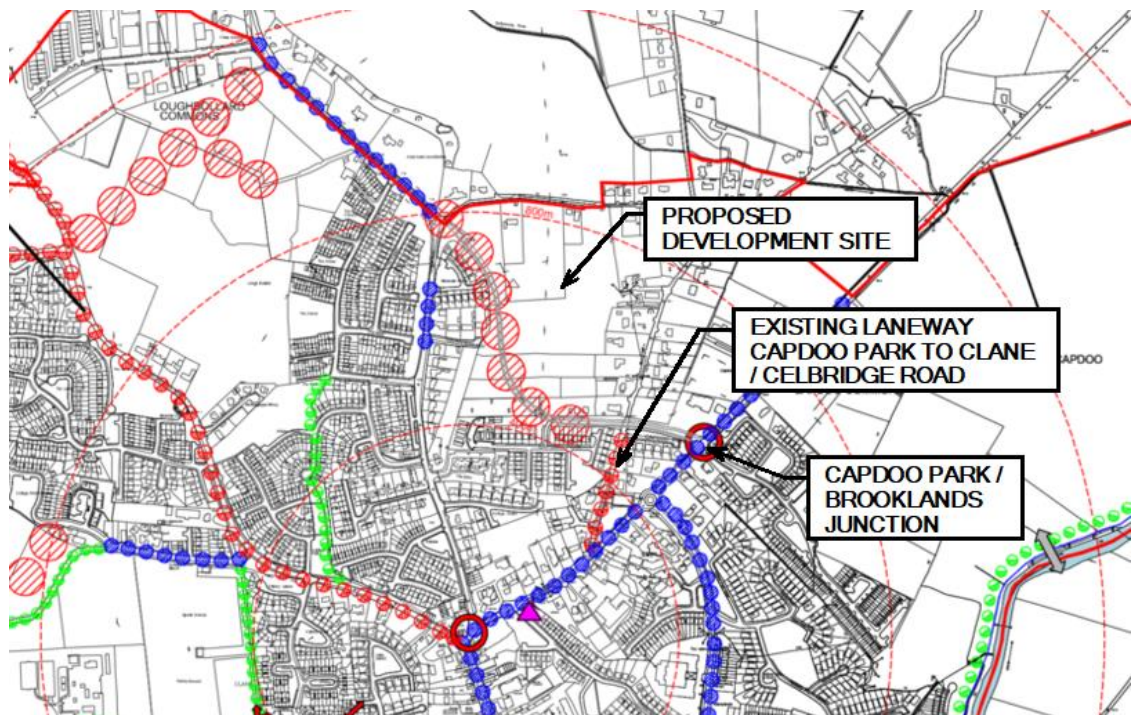 LOUGHBOLLARD
COMMONS
800m
PROPOSED
DEVELOPMENT SITE
EXISTING LANEWAY
CAPDOO PARK TO CLANE
/ CELBRIDGE ROAD
CAPDOO
CAPDOO PARK /
BROOKLANDS
JUNCTION